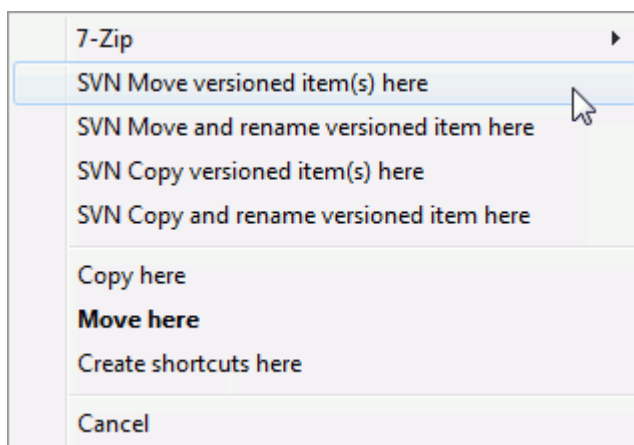 7-Zip
SVN Move versioned item(s) here
SVN Move and rename versioned item here
SVN Copy versioned item(s) here
SVN Copy and rename versioned item here
Copy here
Move here
Create shortcuts here
Cancel